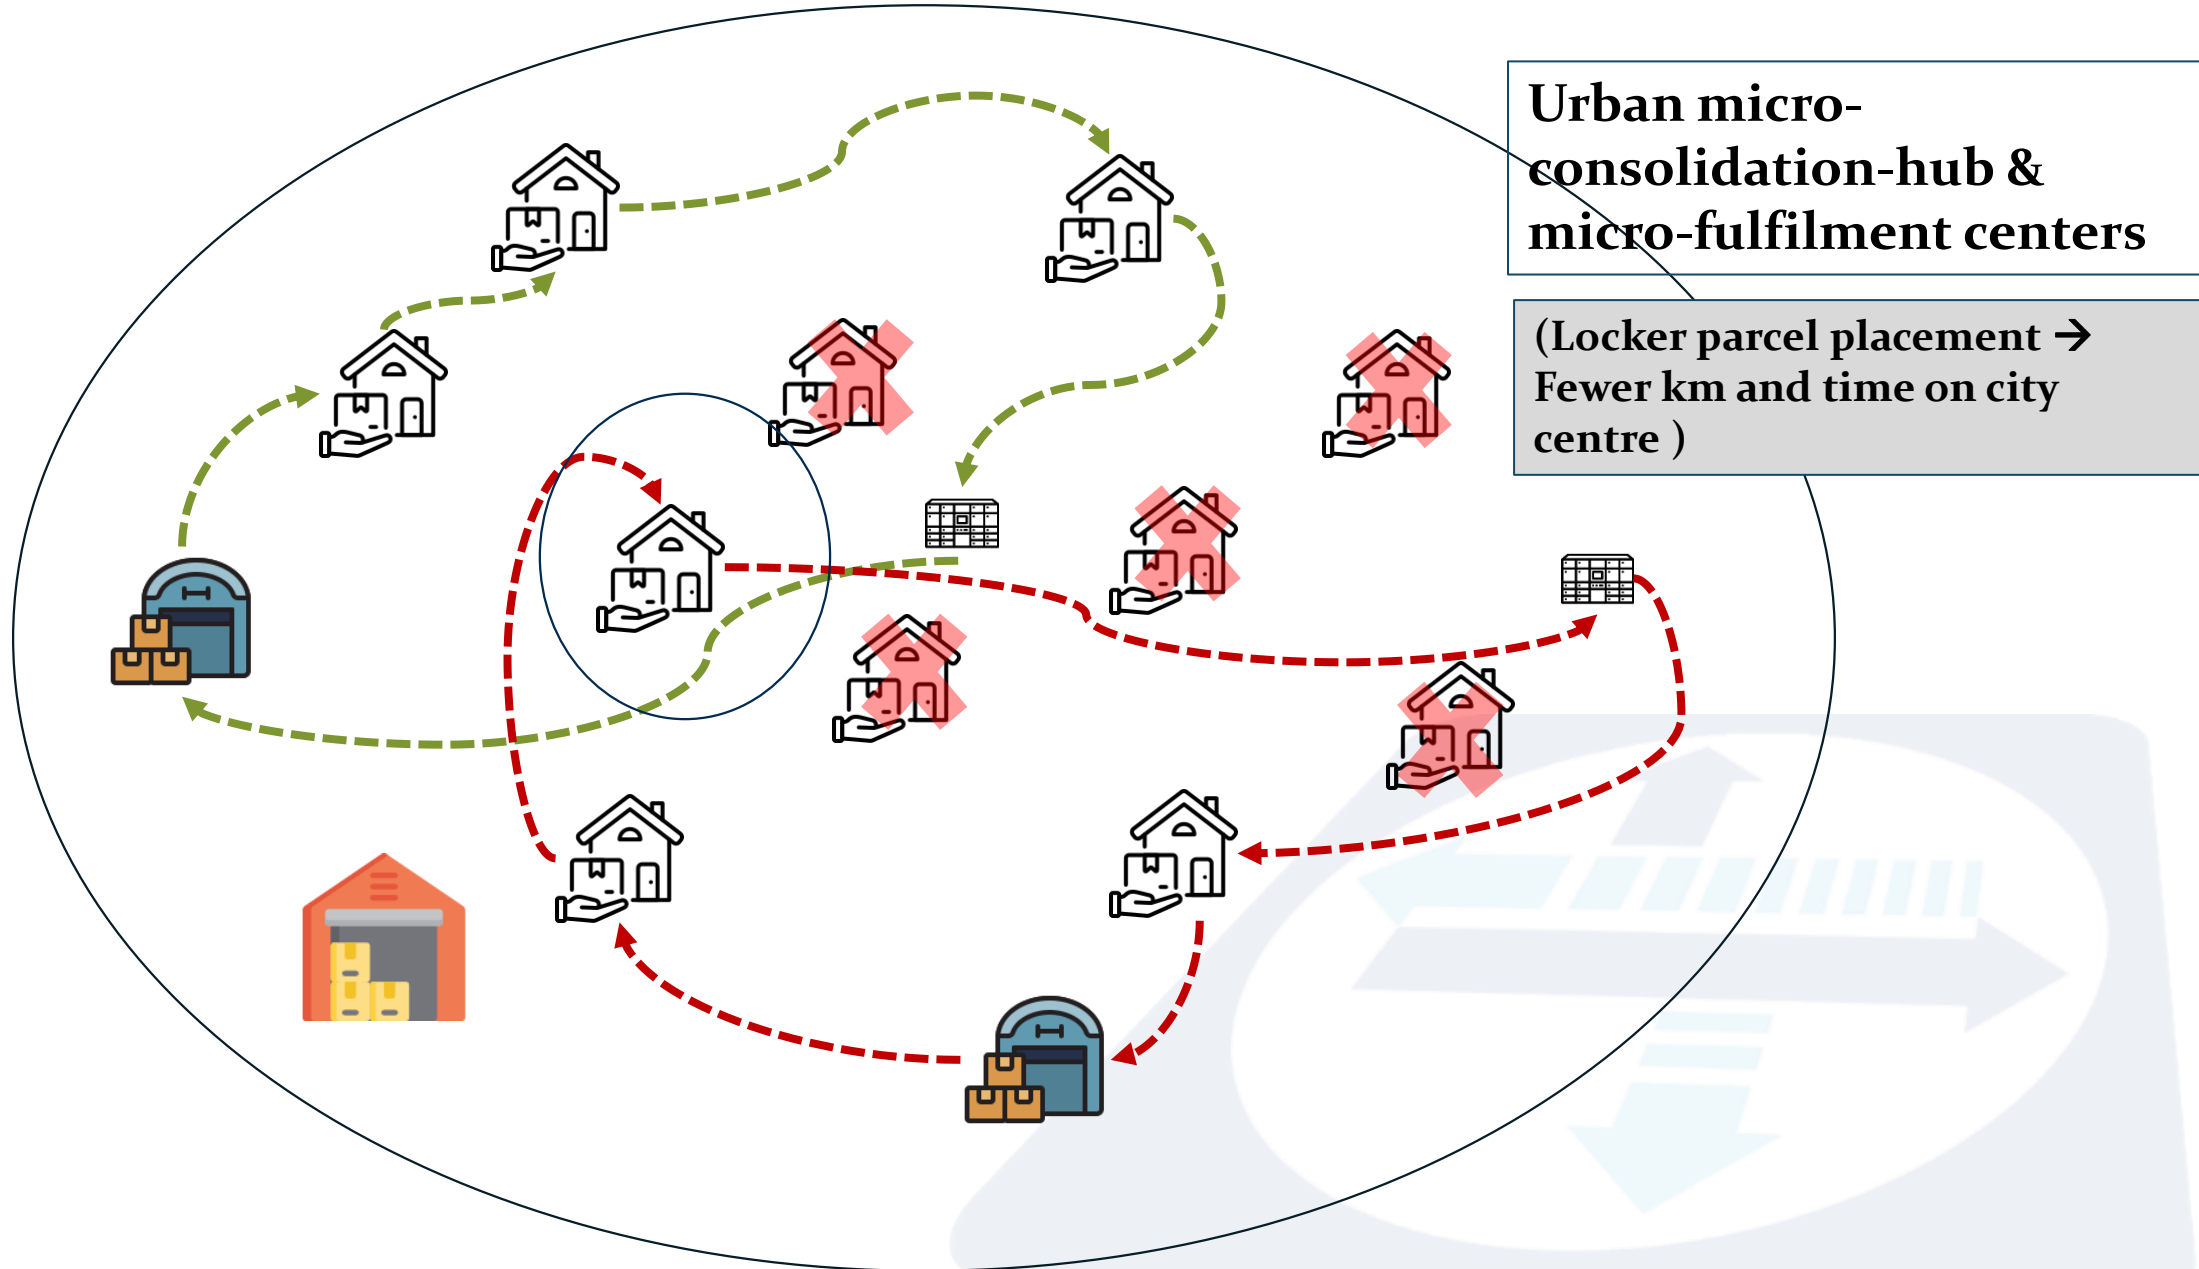 Urban micro-
consolidation-hub &
micro-fulfilment centers
(Locker parcel placement →
Fewer km and time on city
centre )